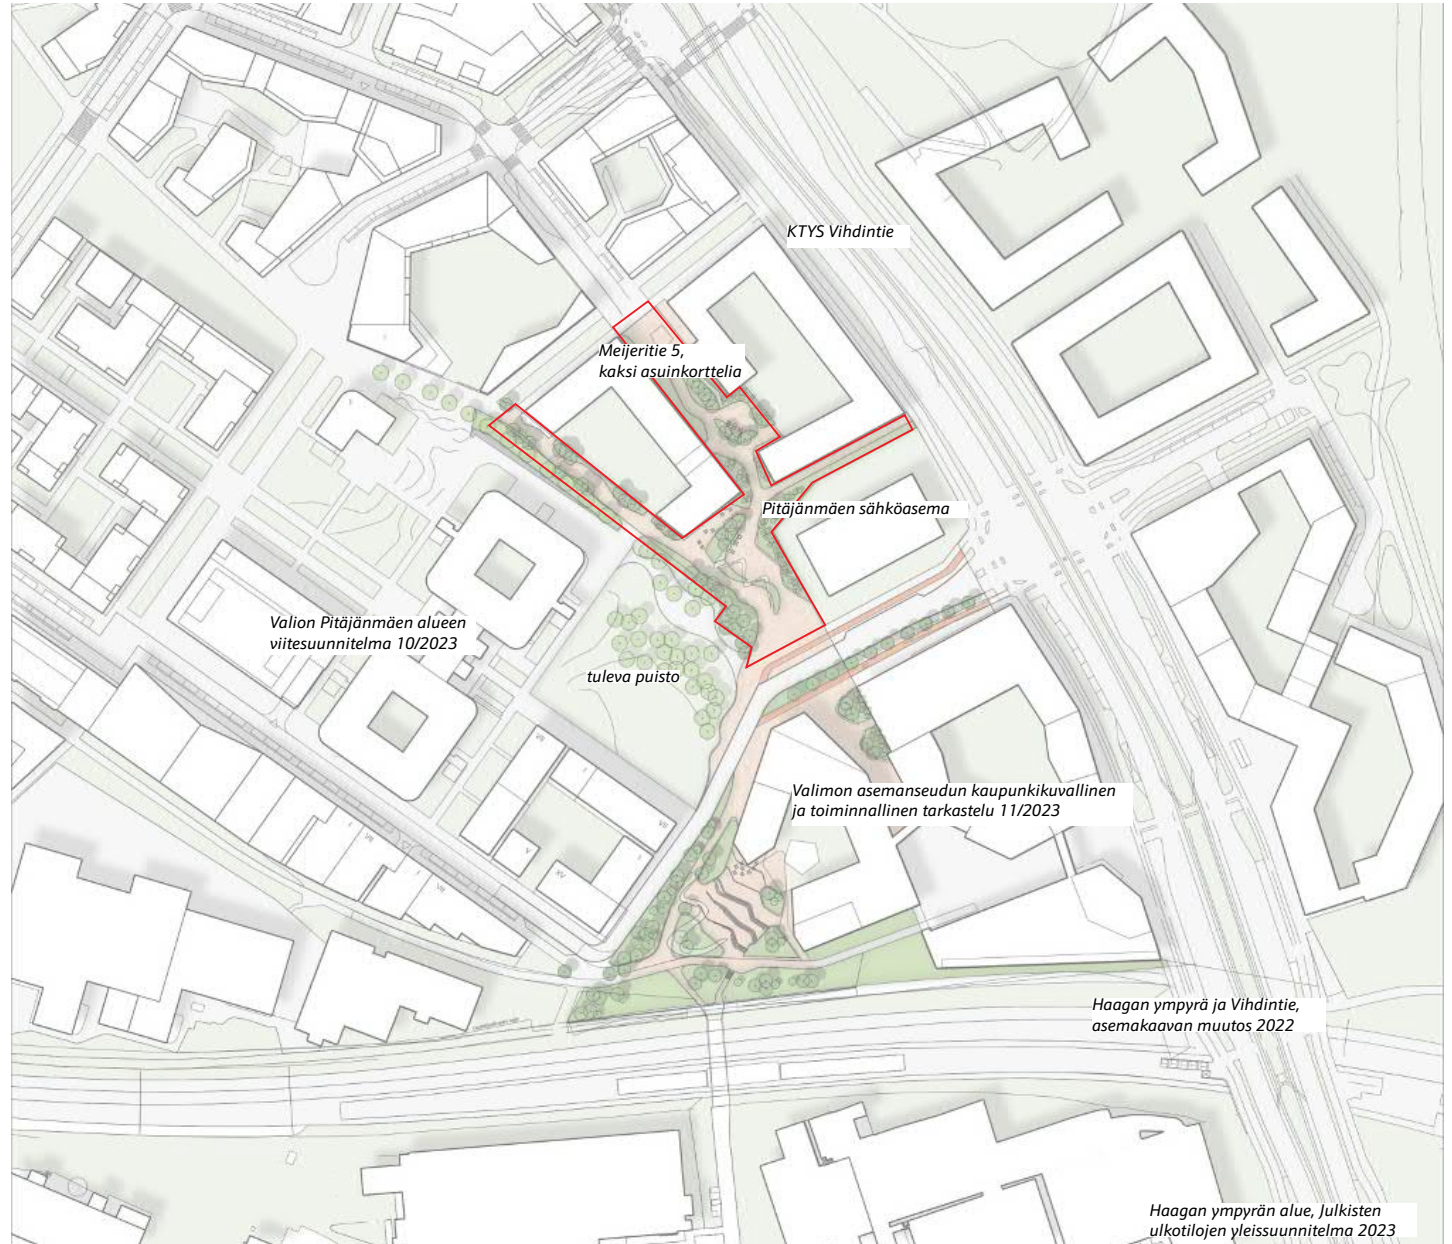 KTYS Vihdintie
Meijeritie 5,
kaksi asuinkorttelia
Pitäjänmäen sähköasema
Valion Pitäjänmäen alueen
viitesuunnitelma 10/2023
tuleva puisto
Valimon asemanseudun kaupunkikuvallinen
ja toiminnallinen tarkastelu 11/2023
Haagan ympyrä ja Vihdintie,
asemakaavan muutos 2022
Haagan ympyrän alue, Julkisten
ulkotilojen yleissuunnitelma 2023